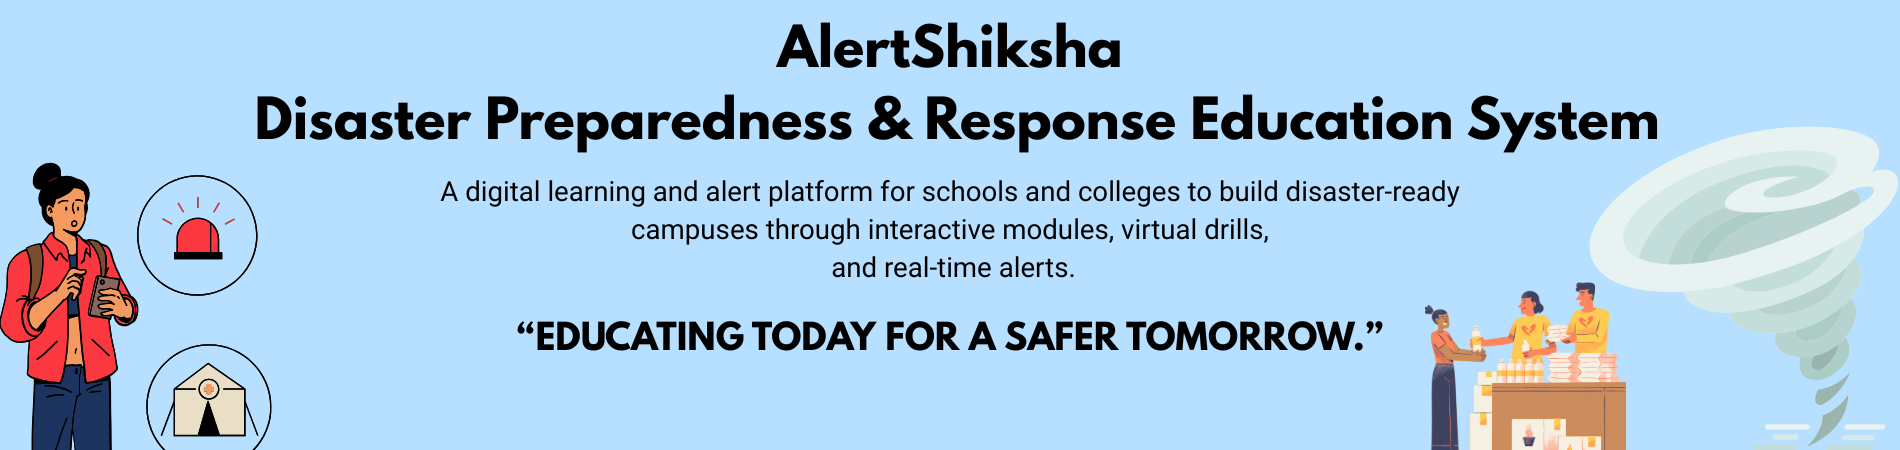 AlertShiksha
Disaster Preparedness & Response Education System
A digital learning and alert platform for schools and colleges to build disaster-ready
campuses through interactive modules, virtual drills,
and real-time alerts.
“EDUCATING TODAY FOR A SAFER TOMORROW.”